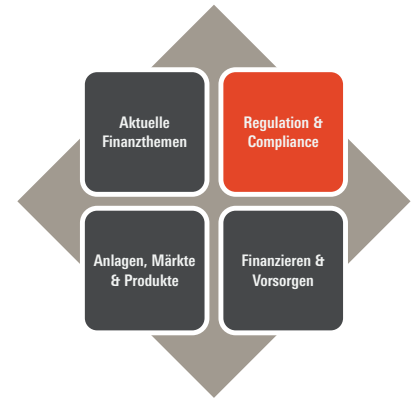 Aktuelle
Finanzthemen
Regulation &
Compliance
Anlagen, Märkte
& Produkte
Finanzieren &
Vorsorgen